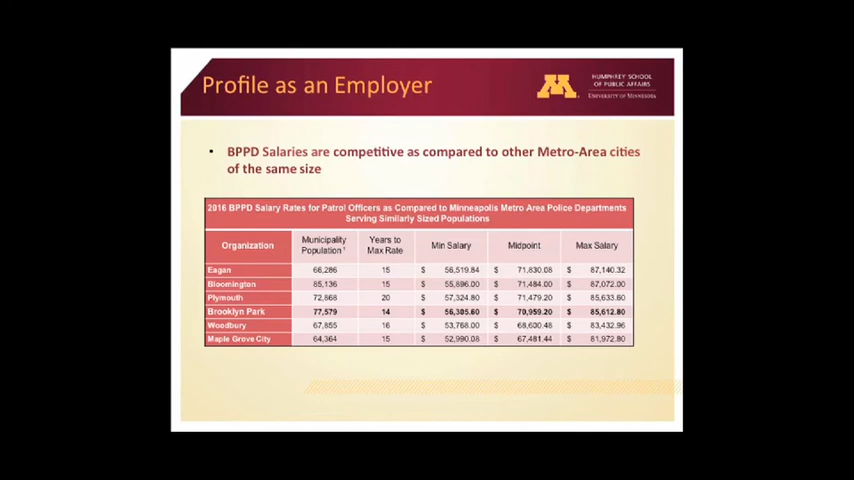 Profile as an Employer
HUMPHREY SCHOOL
OF PUBLIC AFFAIRS
UNIVERSITY OF MINNESOTA
• BPPD Salaries are competitive as compared to other Metro-Area cities
of the same size
2016 BPPD Salary Rates for Patrol Officers as Compared to Minneapolis Metro Area Police Departments
Serving Similarly Sized Populations
Organization Municipality Population ¹ Years to Max Rate Min Salary Midpoint Max Salary
Eagan 66,286 15 $ 56,519.84 $ 71,830.08 $ 87,140.32
Bloomington 85,136 15 $ 55,896.00 $ 71,484.00 $ 87,072.00
Plymouth 72,868 20 $ 57,324.80 $ 71,479.20 $ 85,633.60
Brooklyn Park 77,579 14 $ 56,305.60 $ 70,959.20 $ 85,612.80
Woodbury 67,855 16 $ 53,768.00 $ 68,600.48 $ 83,432.96
Maple Grove City 64,364 15 $ 52,990.08 $ 67,481.44 $ 81,972.80